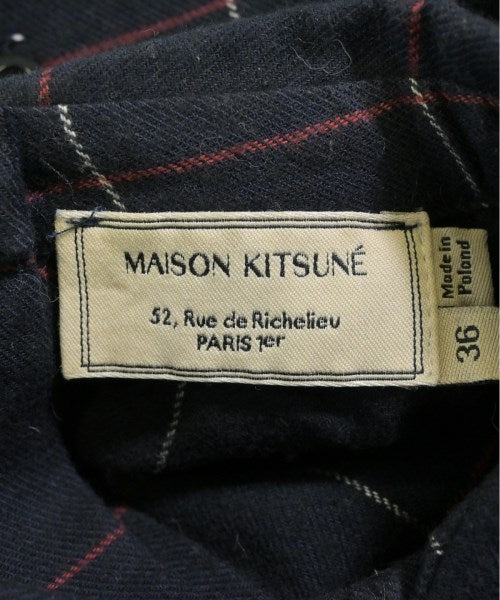 MAISON KITSUNÉ
52, Rue de Richelieu
PARIS 1er
Made in
Poland
36